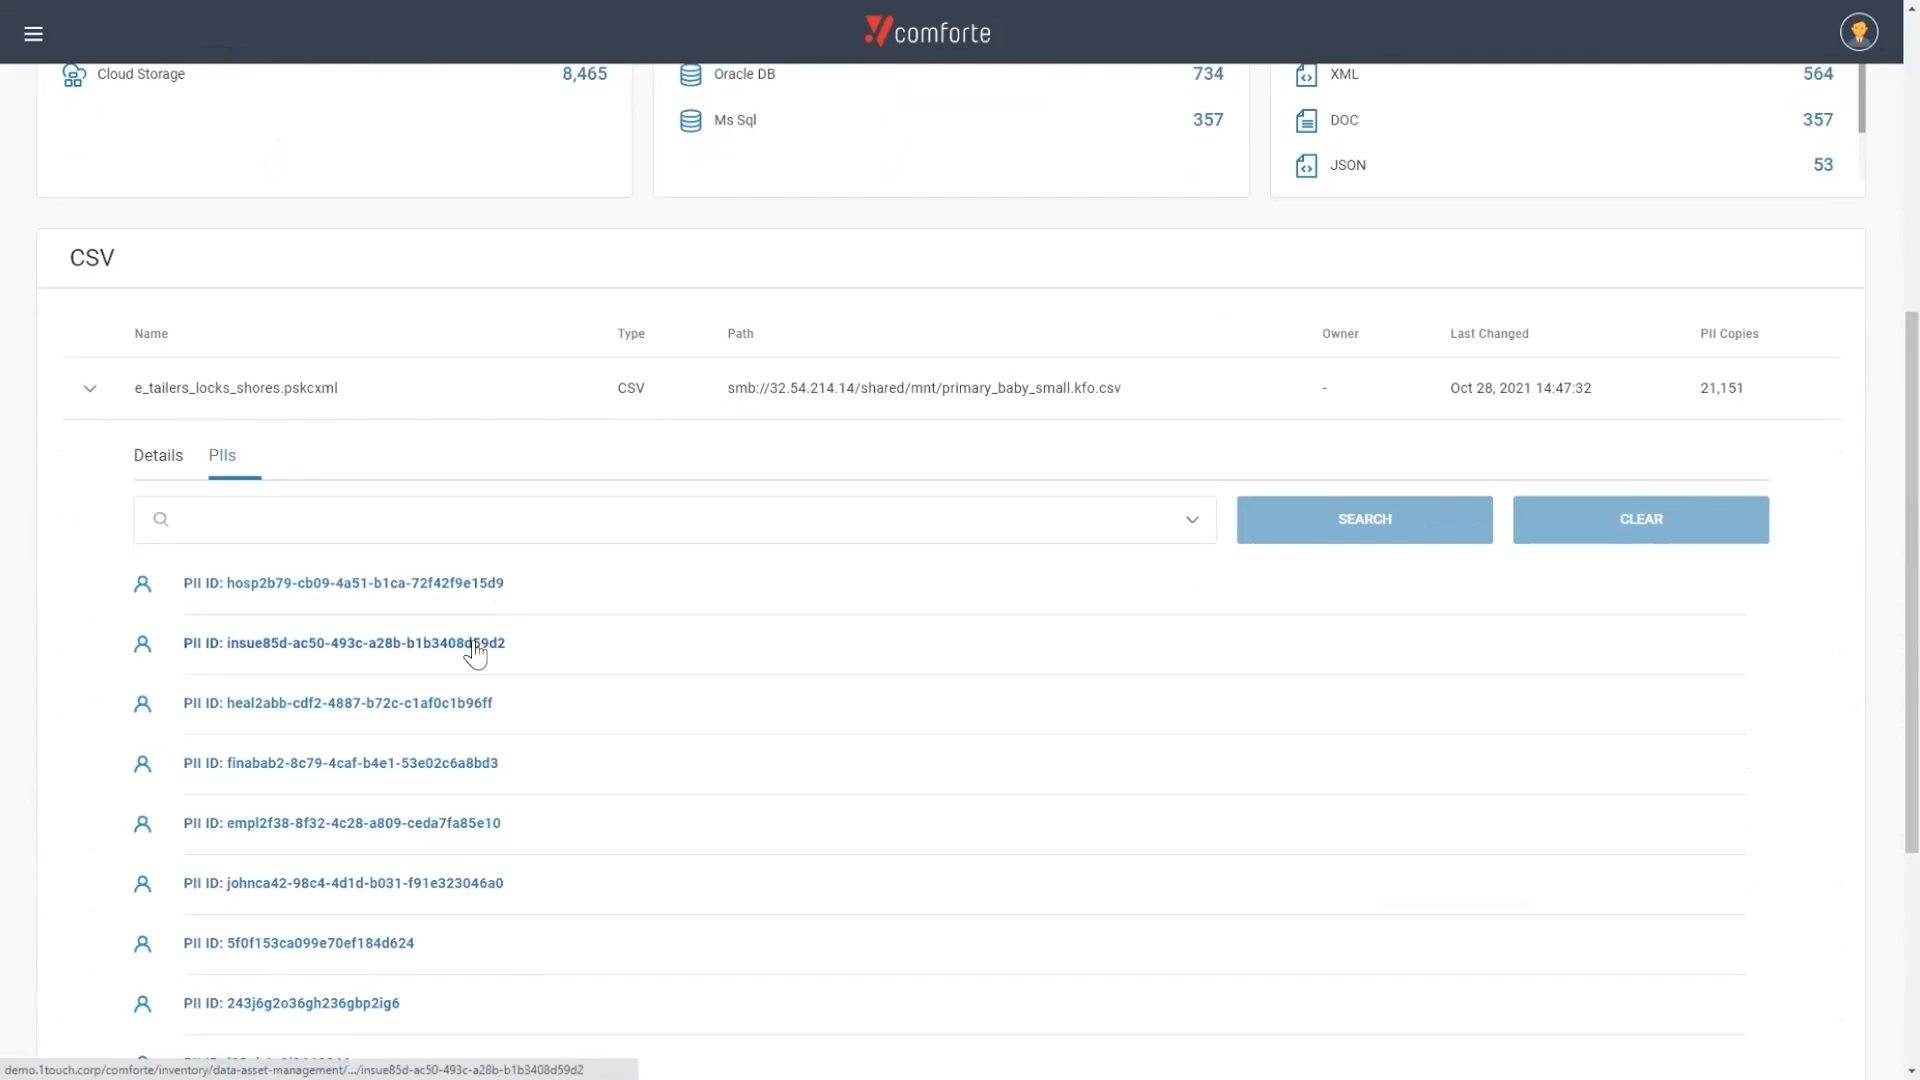 comforte
Cloud Storage 8,465
Oracle DB 734
Ms Sql 357
XML 564
DOC 357
JSON 53
CSV
Name Type Path Owner Last Changed PII Copies
e_tailers_locks_shores.pskcxml CSV smb://32.54.214.14/shared/mnt/primary_baby_small.kfo.csv - Oct 28, 2021 14:47:32 21,151
Details PIIs
SEARCH CLEAR
PII ID: hosp2b79-cb09-4a51-b1ca-72f42f9e15d9
PII ID: insue85d-ac50-493c-a28b-b1b3408d59d2
PII ID: heal2abb-cdf2-4887-b72c-c1af0c1b96ff
PII ID: finabab2-8c79-4caf-b4e1-53e02c6a8bd3
PII ID: empl2f38-8f32-4c28-a809-ceda7fa85e10
PII ID: johnca42-98c4-4d1d-b031-f91e323046a0
PII ID: 5f0f153ca099e70ef184d624
PII ID: 243j6g2o36gh236gbp2ig6
demo.1touch.corp/comforte/inventory/data-asset-management/.../insue85d-ac50-493c-a28b-b1b3408d59d2